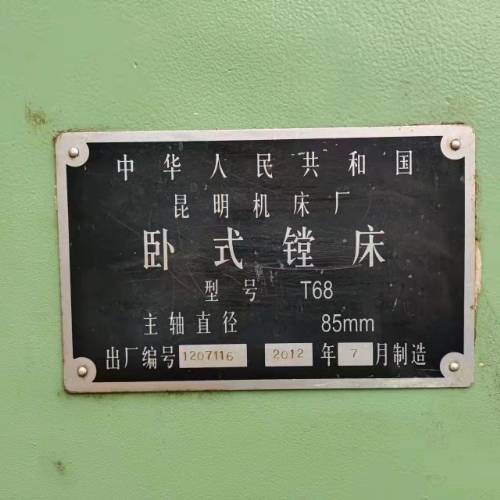 中华人民共和国
昆明机床厂
卧式镗床
型号 T68
主轴直径 85mm
出厂编号 1207116 2012 年 7 月制造